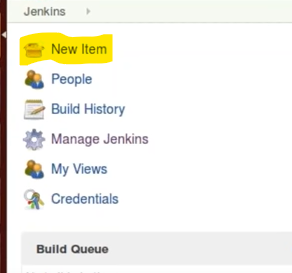 Jenkins
New Item
People
Build History
Manage Jenkins
My Views
Credentials
Build Queue